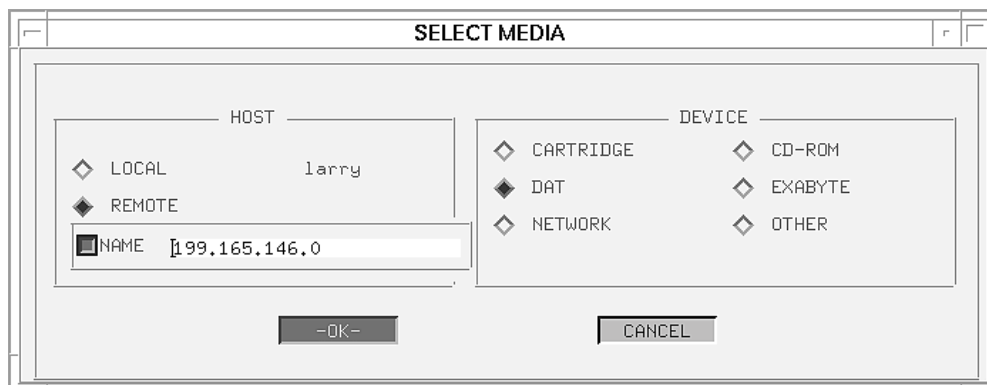 SELECT MEDIA
HOST
LOCAL larry
REMOTE
NAME 199.165.146.0
DEVICE
CARTRIDGE CD-ROM
DAT EXABYTE
NETWORK OTHER
-OK- CANCEL